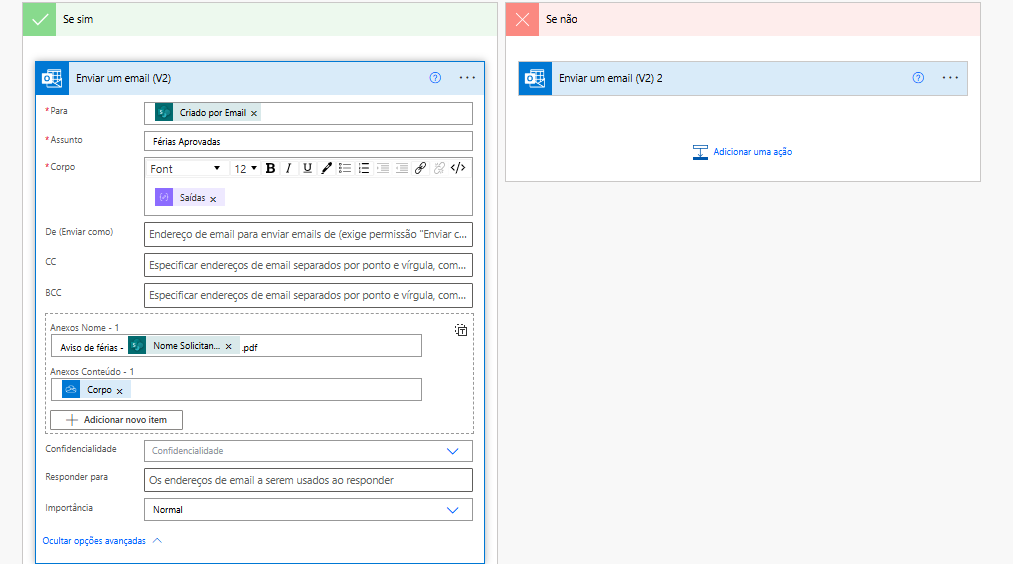 Se sim
Enviar um email (V2)
*Para
Criado por Email ×
*Assunto
Férias Aprovadas
*Corpo
Font 12 B I U </>
Saídas ×
De (Enviar como)
Endereço de email para enviar emails de (exige permissão "Enviar c...
CC
Especificar endereços de email separados por ponto e vírgula, com...
BCC
Especificar endereços de email separados por ponto e vírgula, com...
Anexos Nome - 1
Aviso de férias - Nome Solicitan... × .pdf
Anexos Conteúdo - 1
Corpo ×
Adicionar novo item
Confidencialidade
Confidencialidade
Responder para
Os endereços de email a serem usados ao responder
Importância
Normal
Ocultar opções avançadas
Se não
Enviar um email (V2) 2
Adicionar uma ação